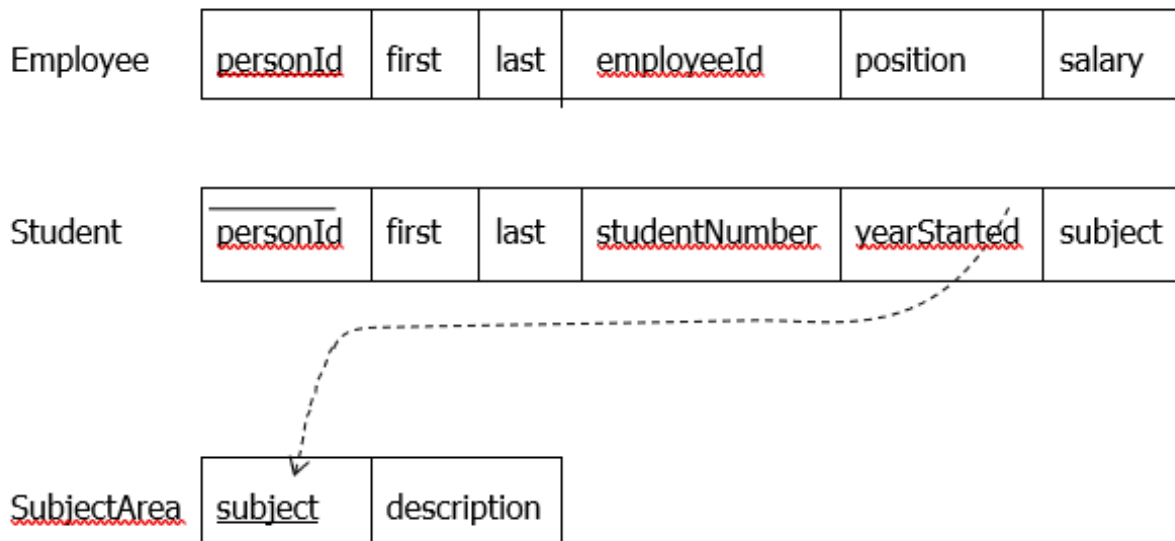 Employee personId first last employeeId position salary
Student personId first last studentNumber yearStarted subject
SubjectArea subject description